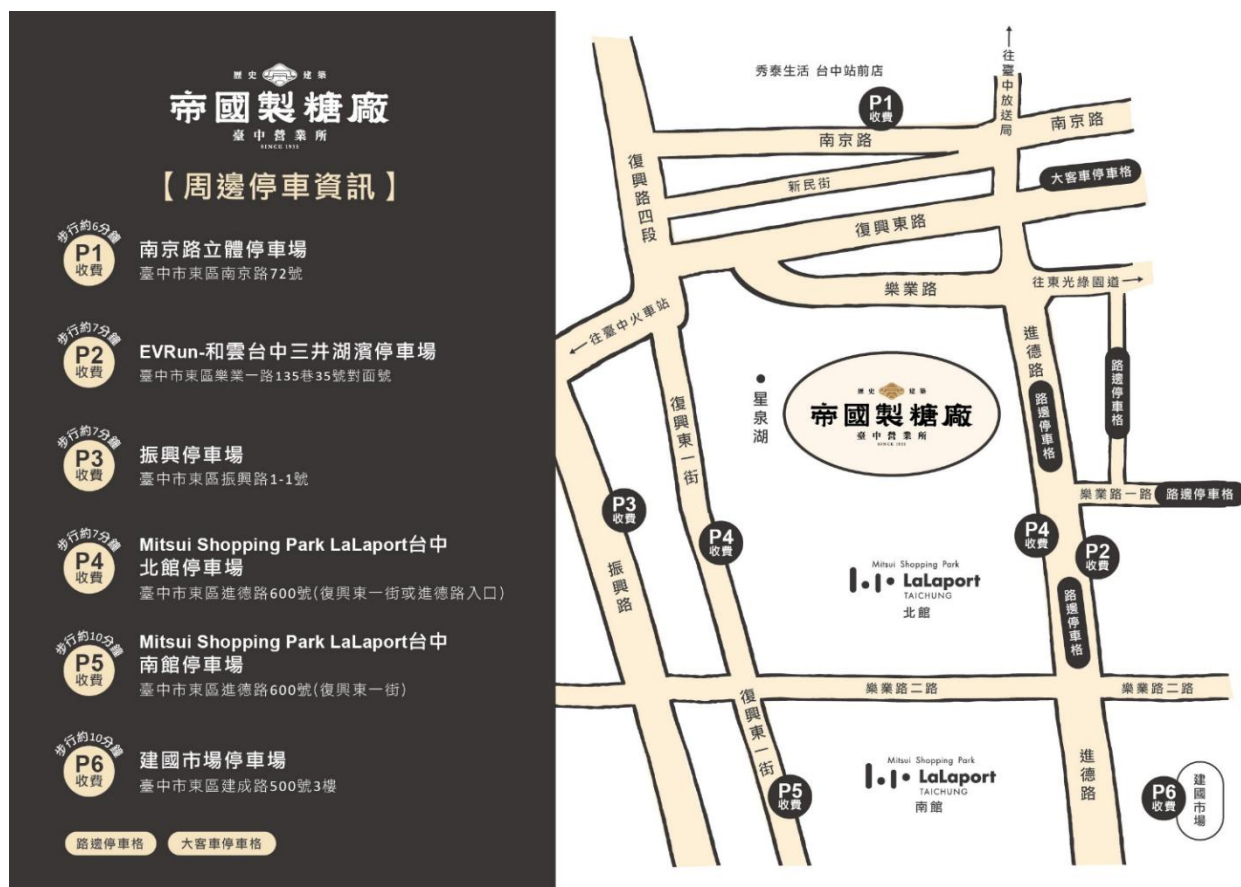 歷史 建築
帝國製糖廠
臺中營業所
SINCE 1935
【周邊停車資訊】
步行約6分鐘
P1
收費
南京路立體停車場
臺中市東區南京路72號
步行約7分鐘
P2
收費
EVRun-和雲台中三井湖濱停車場
臺中市東區樂業一路135巷35號對面號
步行約7分鐘
P3
收費
振興停車場
臺中市東區振興路1-1號
步行約7分鐘
P4
收費
Mitsui Shopping Park LaLaport台中
北館停車場
臺中市東區進德路600號(復興東一街或進德路入口)
步行約10分鐘
P5
收費
Mitsui Shopping Park LaLaport台中
南館停車場
臺中市東區進德路600號(復興東一街)
步行約10分鐘
P6
收費
建國市場停車場
臺中市東區建成路500號3樓
路邊停車格
大客車停車格
秀泰生活 台中站前店
P1
收費
←往臺中放送局
南京路
南京路
復興路四段
新民街
大客車停車格
復興東路
樂業路
往東光綠園道→
←往臺中火車站
進德路
路邊停車格
路邊停車格
星泉湖
歷史 建築
帝國製糖廠
臺中營業所
SINCE 1935
復興東一街
樂業路一路
路邊停車格
P3
收費
P4
收費
P4
收費
P2
收費
振興路
Mitsui Shopping Park
LaLaport
TAICHUNG
北館
路邊停車格
樂業路二路
樂業路二路
復興東一街
Mitsui Shopping Park
LaLaport
TAICHUNG
南館
P5
收費
進德路
P6
收費
建國市場